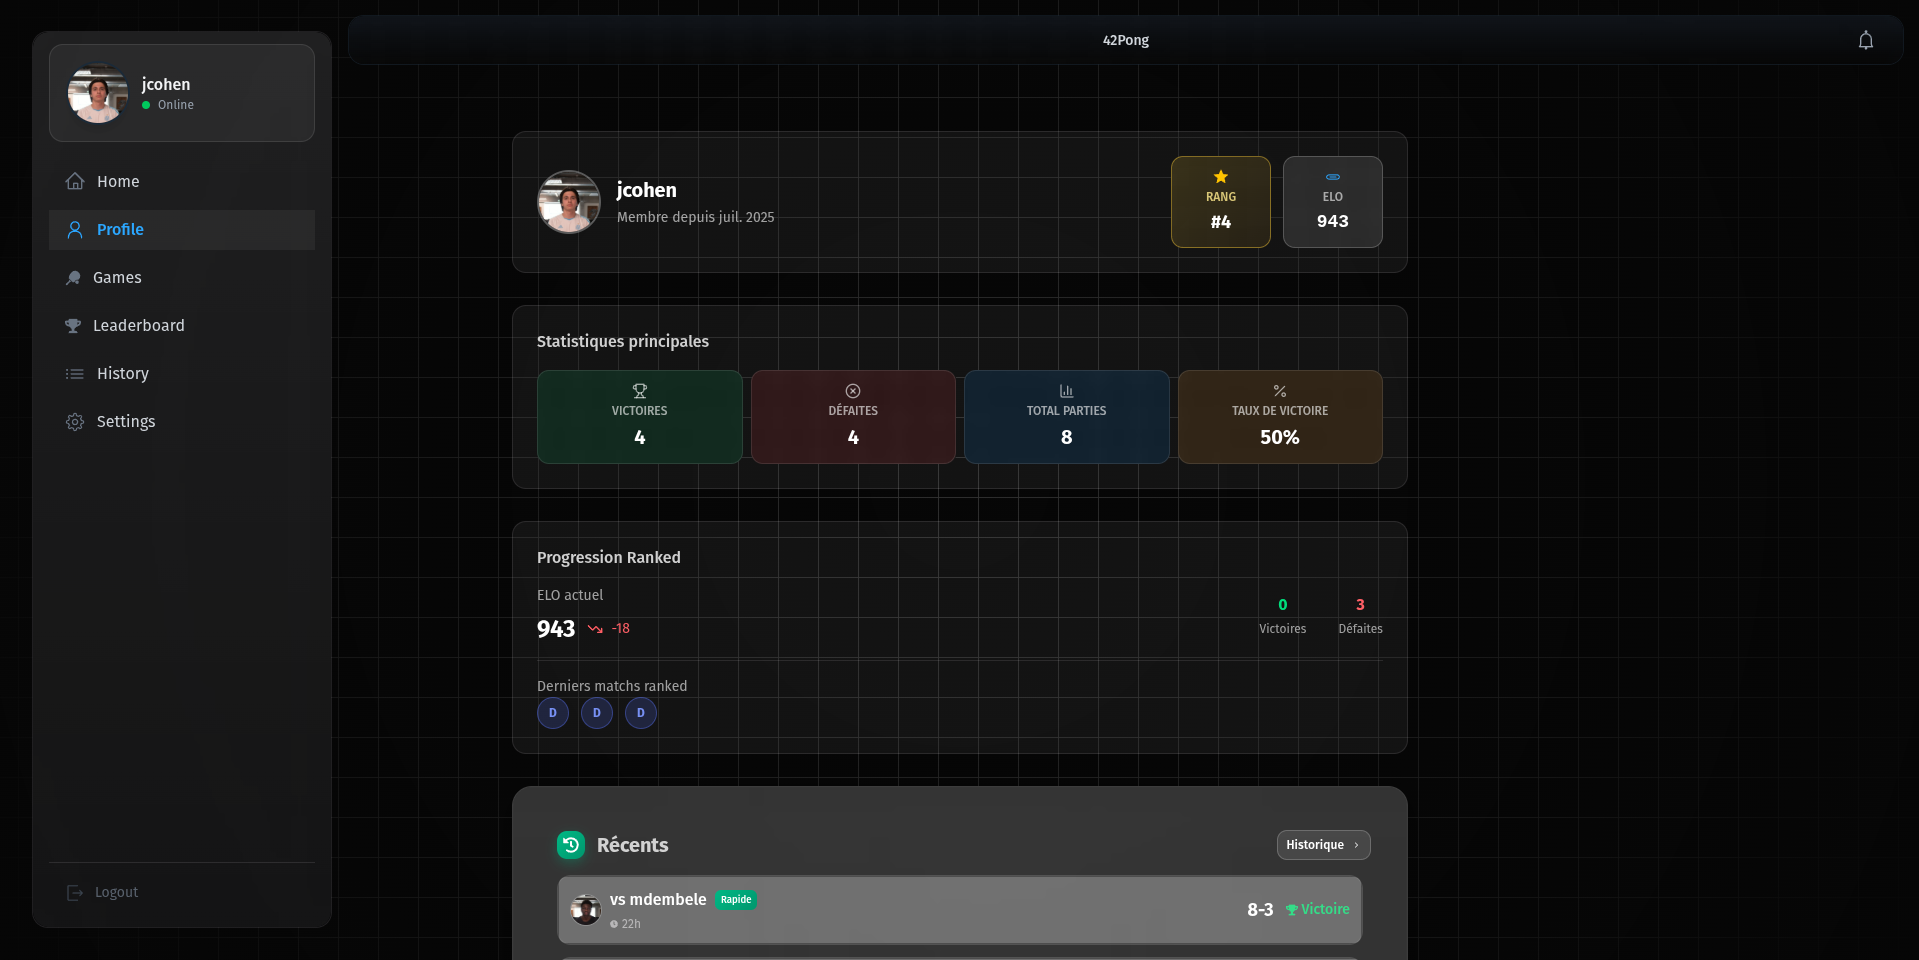 42Pong
jcohen
Online
Home
Profile
Games
Leaderboard
History
Settings
Logout
jcohen
Membre depuis juil. 2025
RANG
#4
ELO
943
Statistiques principales
VICTOIRES
4
DÉFAITES
4
TOTAL PARTIES
8
TAUX DE VICTOIRE
50%
Progression Ranked
ELO actuel
943 -18
0
Victoires
3
Défaites
Derniers matchs ranked
D D D
Récents
Historique ›
vs mdembele Rapide
22h
8-3 Victoire